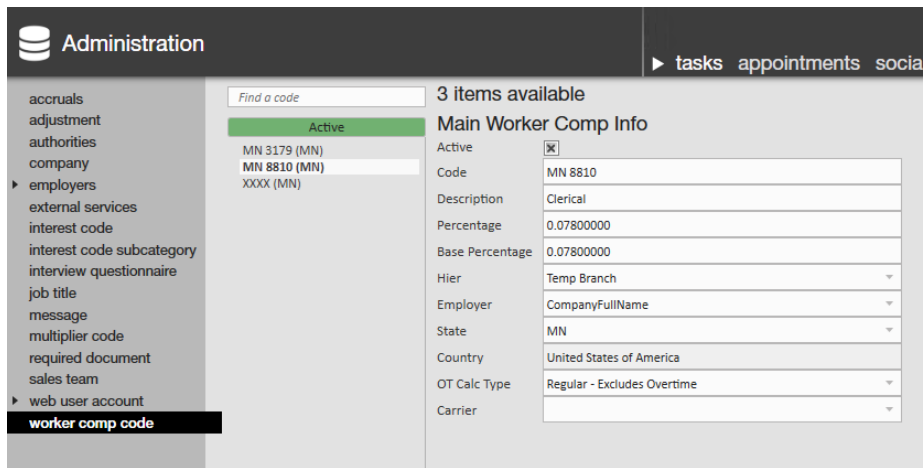 Administration
tasks appointments socia
accruals
adjustment
authorities
company
employers
external services
interest code
interest code subcategory
interview questionnaire
job title
message
multiplier code
required document
sales team
web user account
worker comp code
Find a code
Active
MN 3179 (MN)
MN 8810 (MN)
XXXX (MN)
3 items available
Main Worker Comp Info
Active
Code MN 8810
Description Clerical
Percentage 0.07800000
Base Percentage 0.07800000
Hier Temp Branch
Employer CompanyFullName
State MN
Country United States of America
OT Calc Type Regular - Excludes Overtime
Carrier